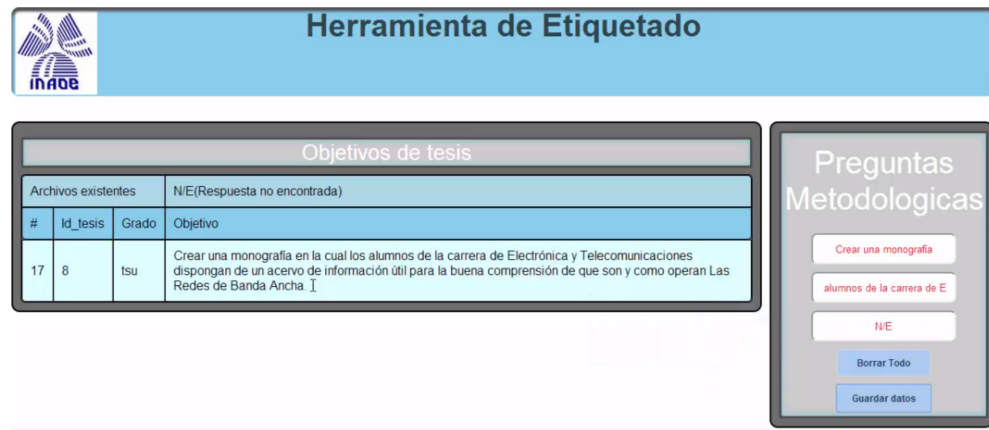 INAOE
Herramienta de Etiquetado
Objetivos de tesis
Archivos existentes N/E(Respuesta no encontrada)
# Id_tesis Grado Objetivo
17 8 tsu Crear una monografía en la cual los alumnos de la carrera de Electrónica y Telecomunicaciones
dispongan de un acervo de información útil para la buena comprensión de que son y como operan Las
Redes de Banda Ancha.
Preguntas
Metodologicas
Crear una monografía
alumnos de la carrera de E
N/E
Borrar Todo
Guardar datos